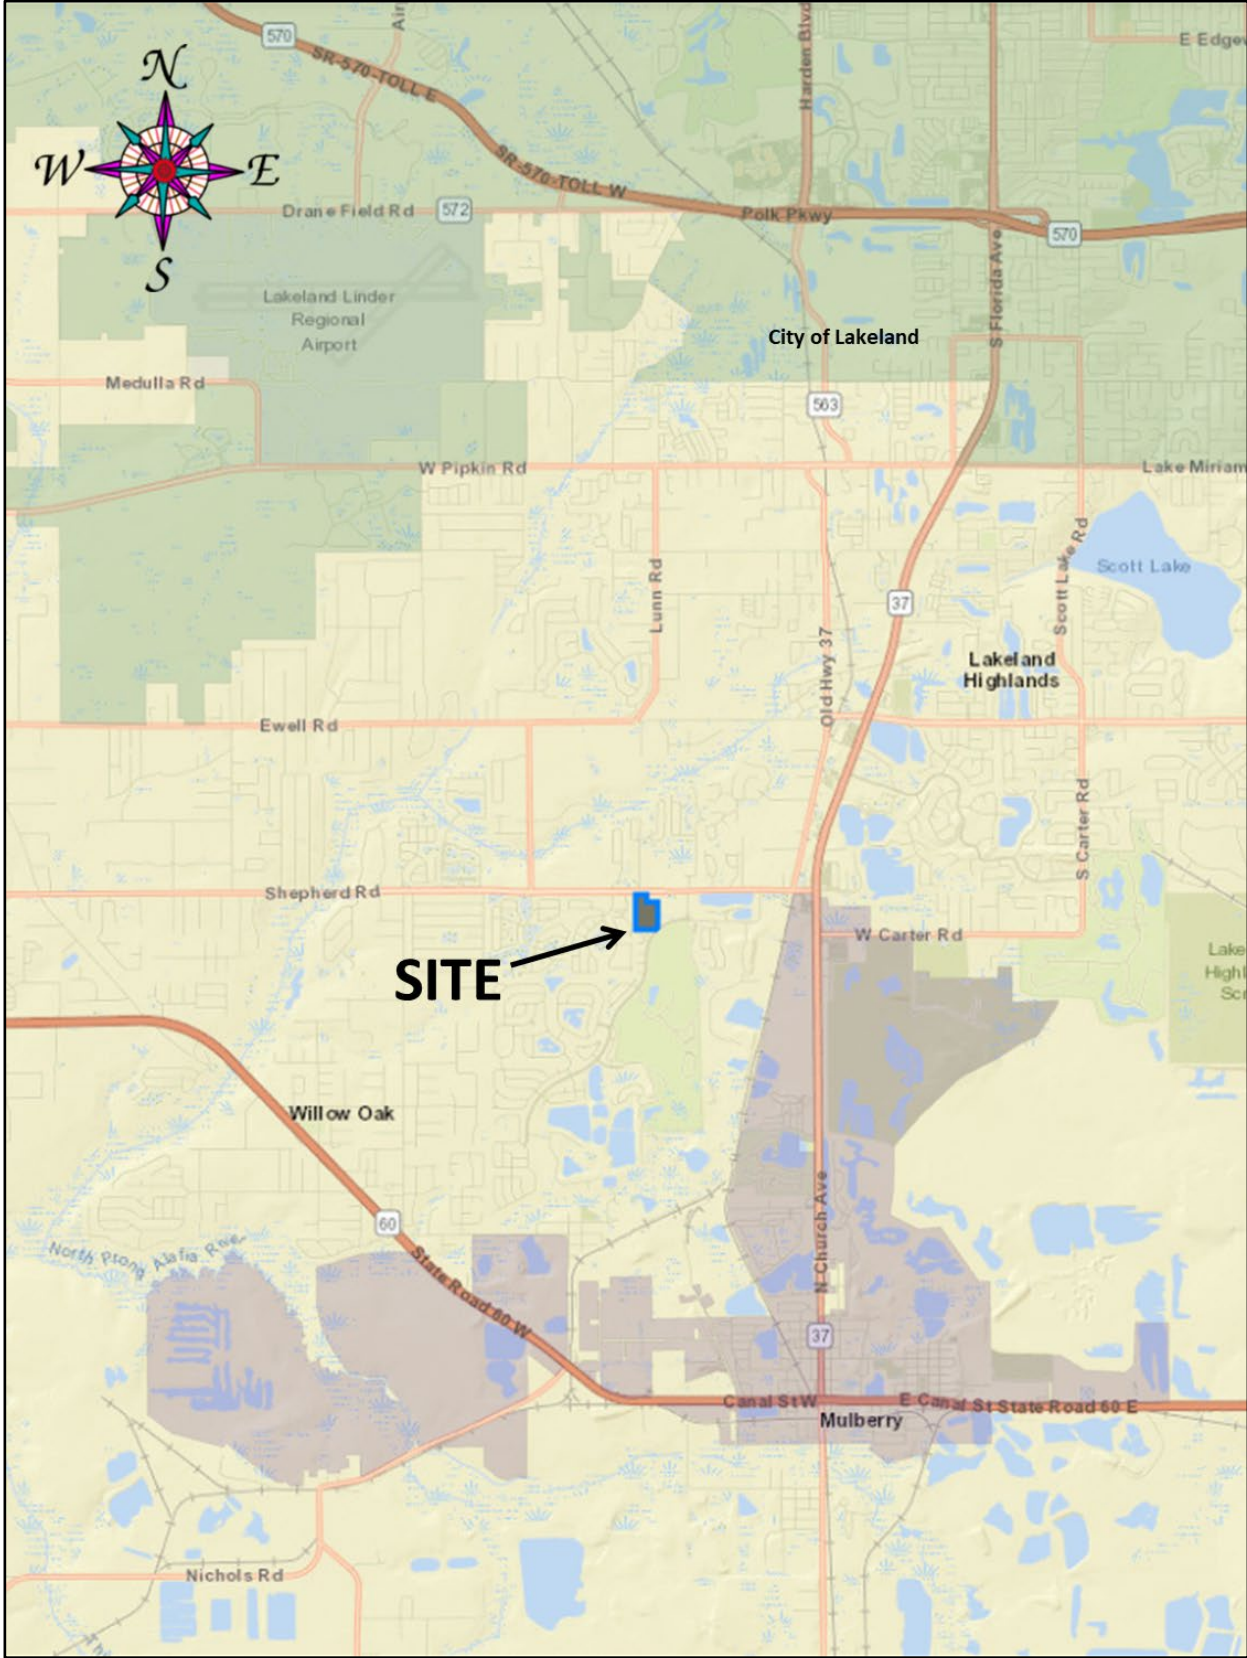 Harden Blvd
E Edgew
570
SR-570-TOLL E
N
W
E
S
SR-570-TOLL W
Drane Field Rd
572
Polk Pkwy
570
S Florida Ave
Lakeland Linder
Regional
Airport
City of Lakeland
Medulla Rd
563
W Pipkin Rd
Lake Miriam
Scott Lake Rd
Scott Lake
Lunn Rd
37
Old Hwy 37
Lakeland
Highlands
Ewell Rd
S Carter Rd
Shepherd Rd
W Carter Rd
SITE
Lake
Highl
Scr
Willow Oak
60
State Road 60 W
North Prong Alafia River
N Church Ave
37
Canal St W
E Canal St
State Road 60 E
Mulberry
Nichols Rd